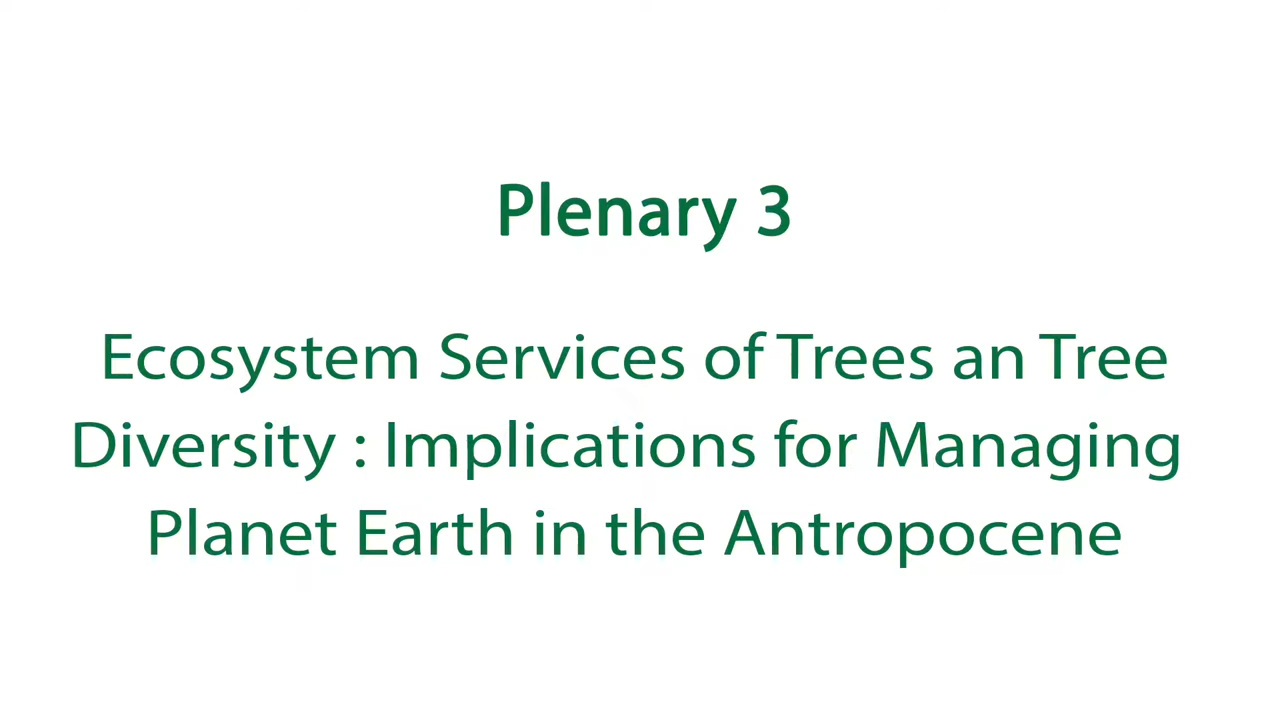 Plenary 3
Ecosystem Services of Trees an Tree
Diversity : Implications for Managing
Planet Earth in the Antropocene